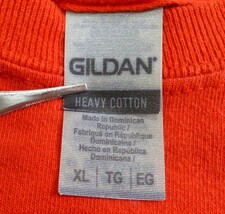 GILDAN®
HEAVY COTTON
Made in Dominican
Republic /
Fabriqué en République
Dominicaine /
Hecho en República
Dominicana
XL | TG | EG